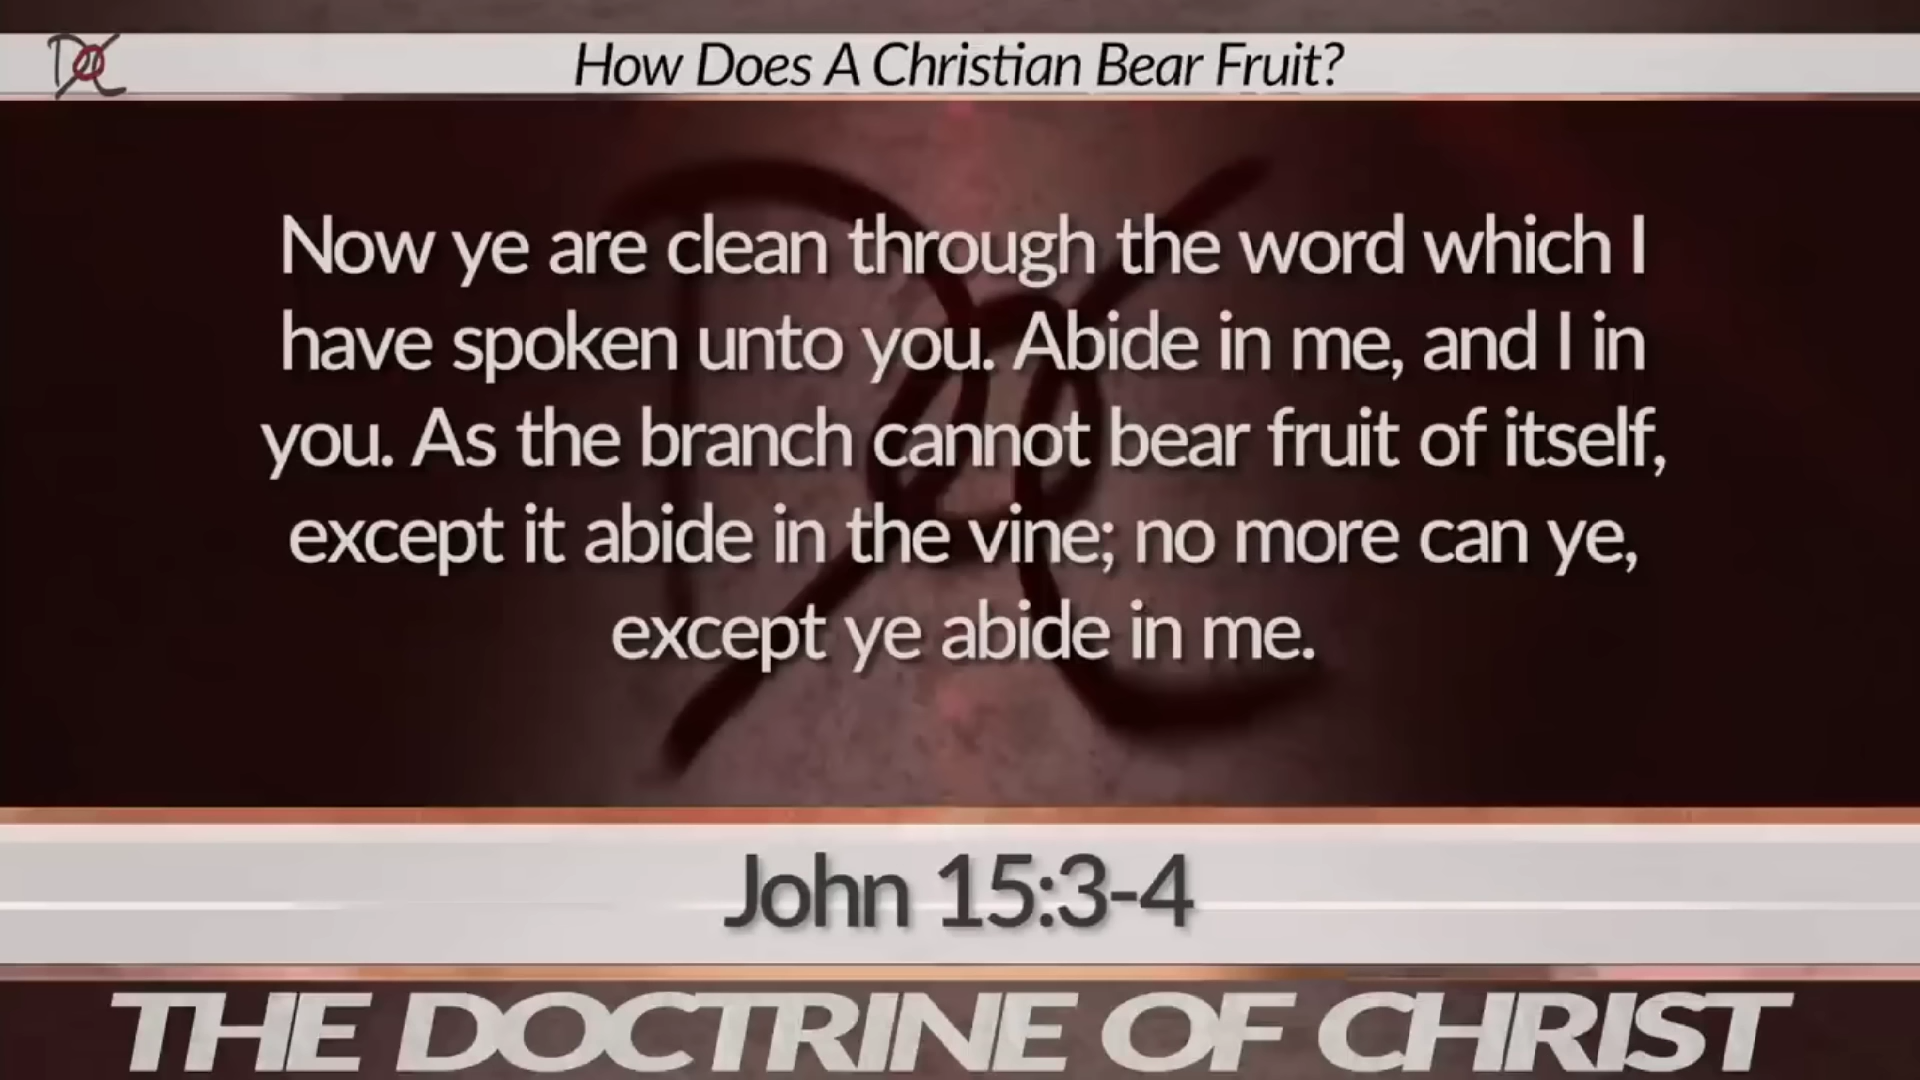 How Does A Christian Bear Fruit?
Now ye are clean through the word which I
have spoken unto you. Abide in me, and I in
you. As the branch cannot bear fruit of itself,
except it abide in the vine; no more can ye,
except ye abide in me.
John 15:3-4
THE DOCTRINE OF CHRIST